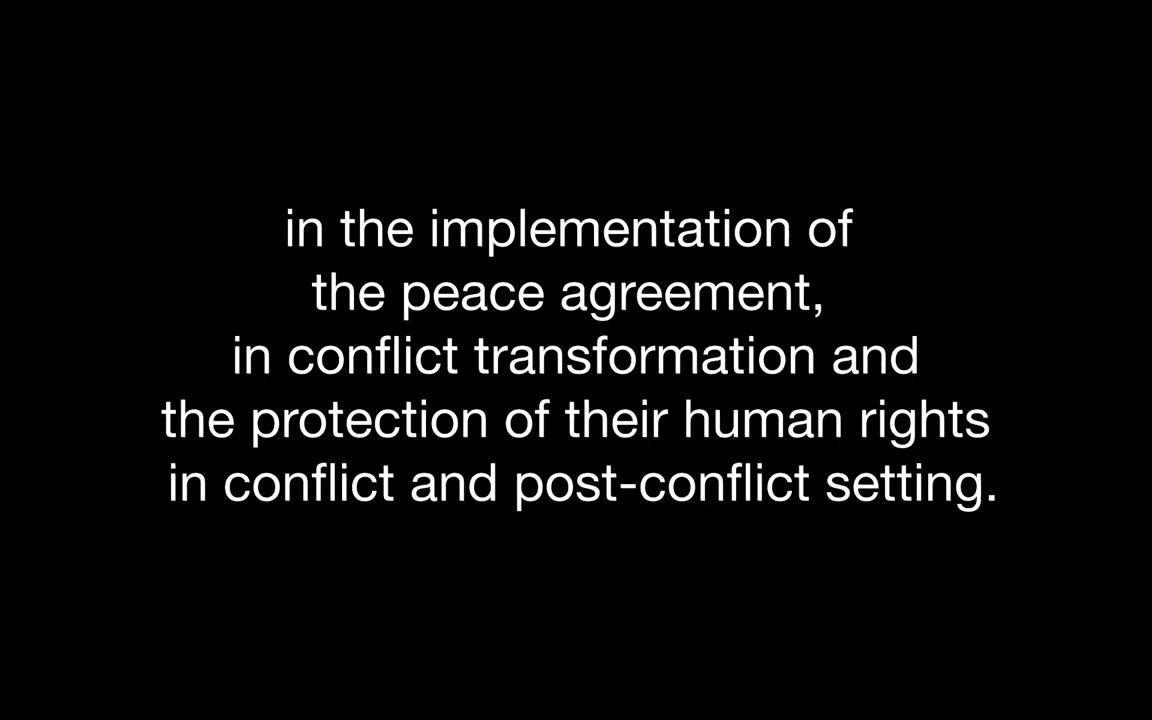 in the implementation of
the peace agreement,
in conflict transformation and
the protection of their human rights
in conflict and post-conflict setting.